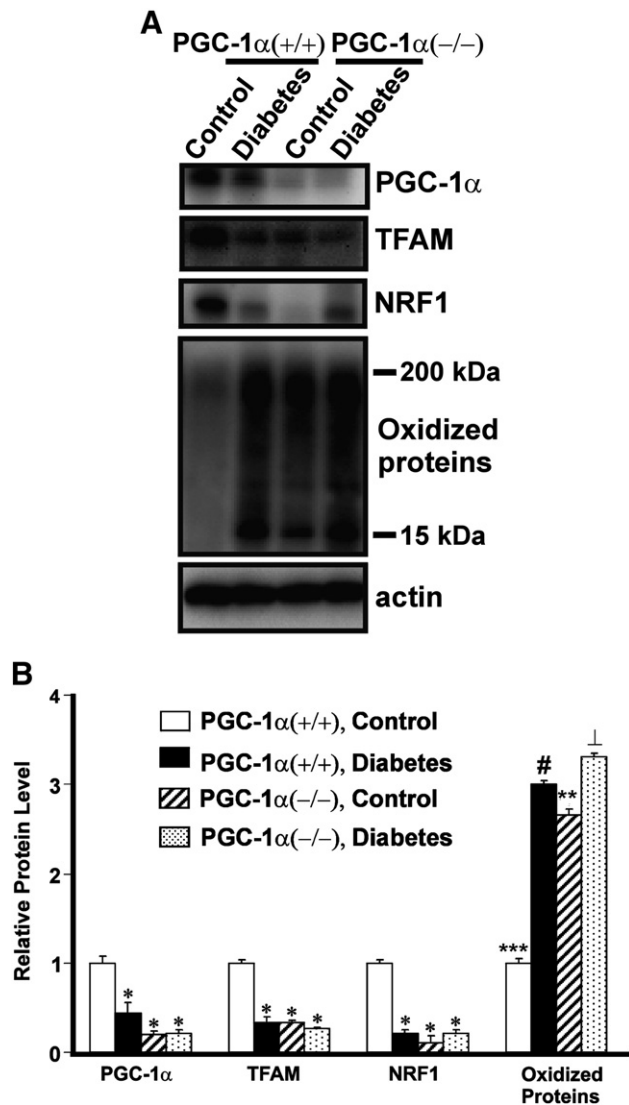 A
PGC-1α(+/+) PGC-1α(−/−)
Control Diabetes Control Diabetes
PGC-1α
TFAM
NRF1
200 kDa
Oxidized
proteins
15 kDa
actin
B
Relative Protein Level
4
3
2
1
0
PGC-1α(+/+), Control
PGC-1α(+/+), Diabetes
PGC-1α(−/−), Control
PGC-1α(−/−), Diabetes
# ** ⊥
***
* * * * * * * * *
PGC-1α TFAM NRF1 Oxidized
Proteins